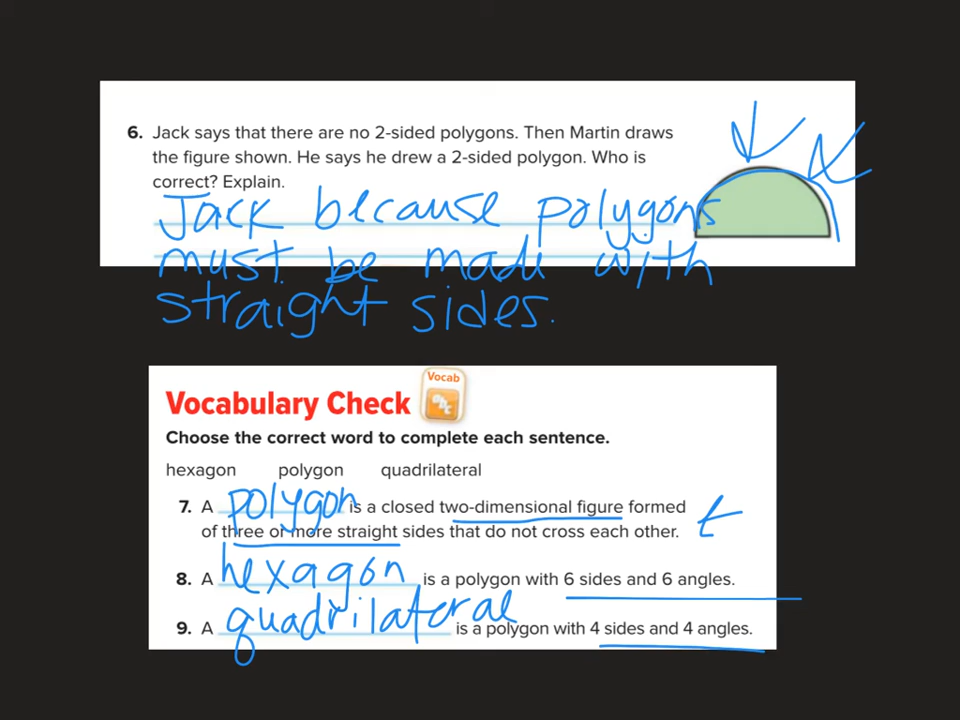 6. Jack says that there are no 2-sided polygons. Then Martin draws
the figure shown. He says he drew a 2-sided polygon. Who is
correct? Explain.
Jack because polygons
must be made with
straight sides.
Vocabulary Check
Vocab
ABC
Choose the correct word to complete each sentence.
hexagon polygon quadrilateral
7. A polygon is a closed two-dimensional figure formed
of three or more straight sides that do not cross each other. t
8. A hexagon is a polygon with 6 sides and 6 angles.
9. A quadrilateral is a polygon with 4 sides and 4 angles.